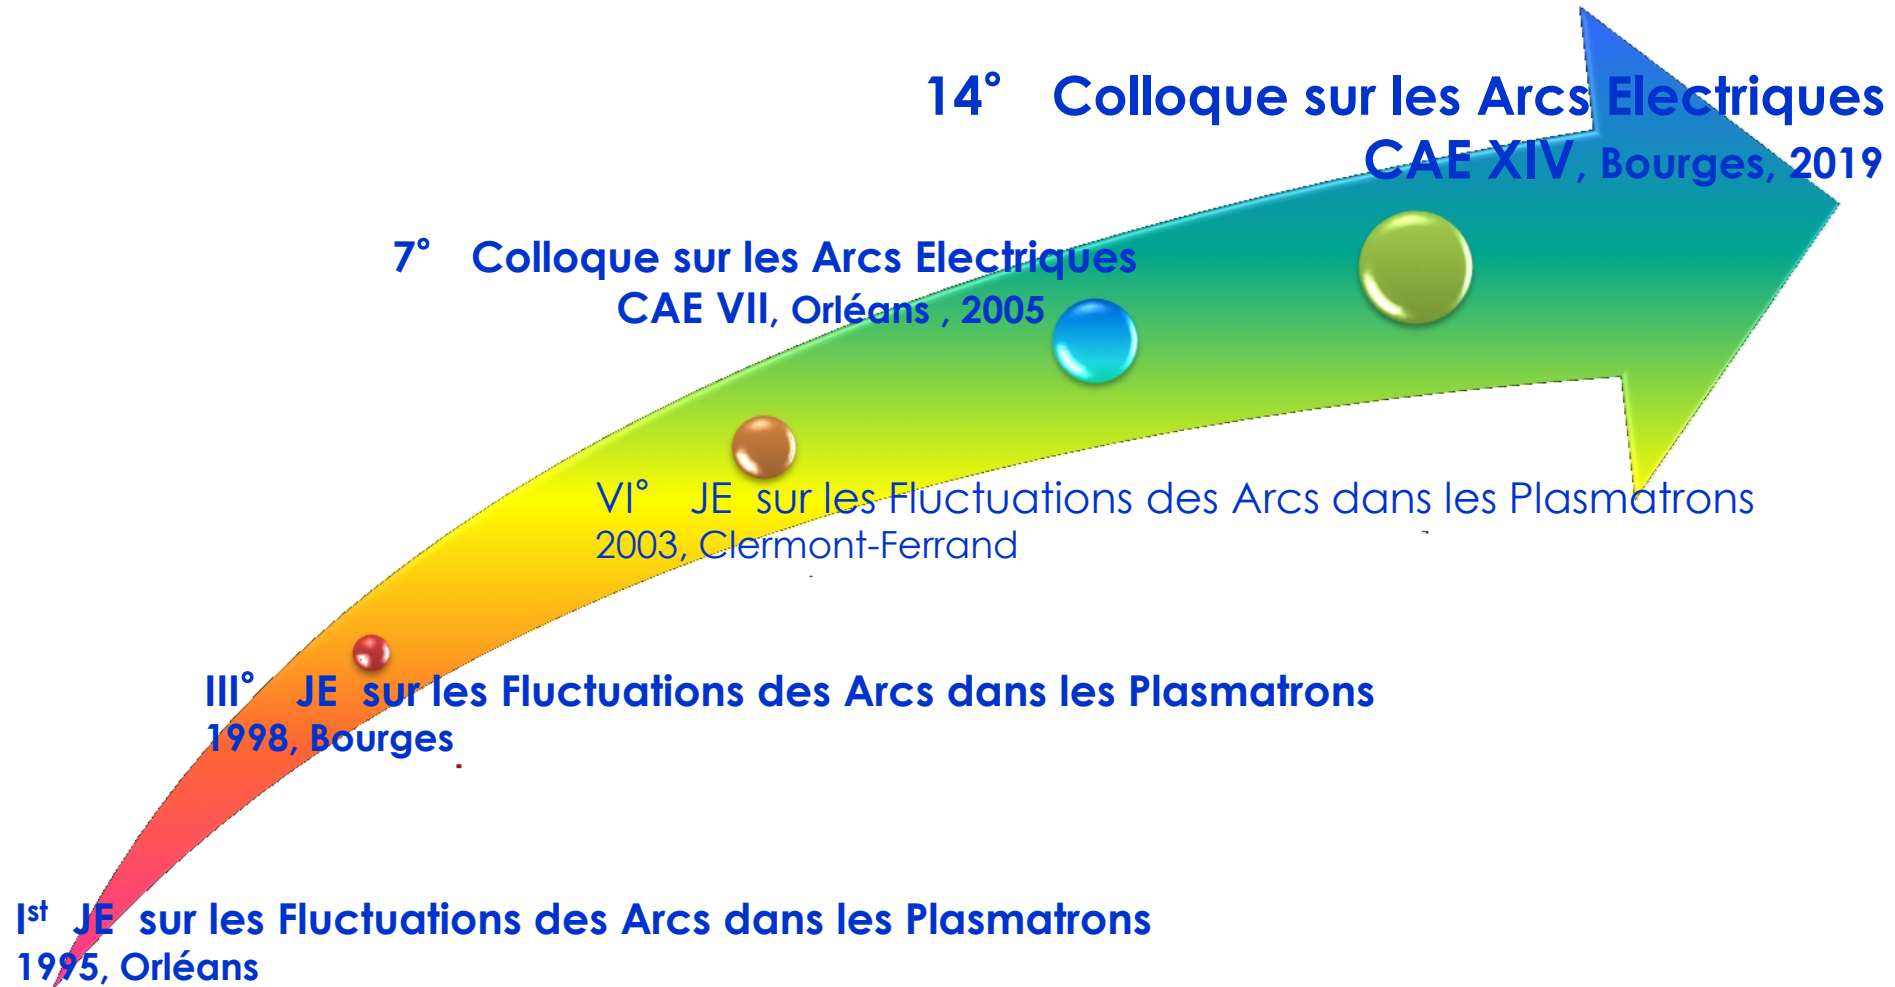 14° Colloque sur les Arcs Electriques
CAE XIV, Bourges, 2019
7° Colloque sur les Arcs Electriques
CAE VII, Orléans , 2005
VI° JE sur les Fluctuations des Arcs dans les Plasmatrons
2003, Clermont-Ferrand
III° JE sur les Fluctuations des Arcs dans les Plasmatrons
1998, Bourges
Ist JE sur les Fluctuations des Arcs dans les Plasmatrons
1995, Orléans